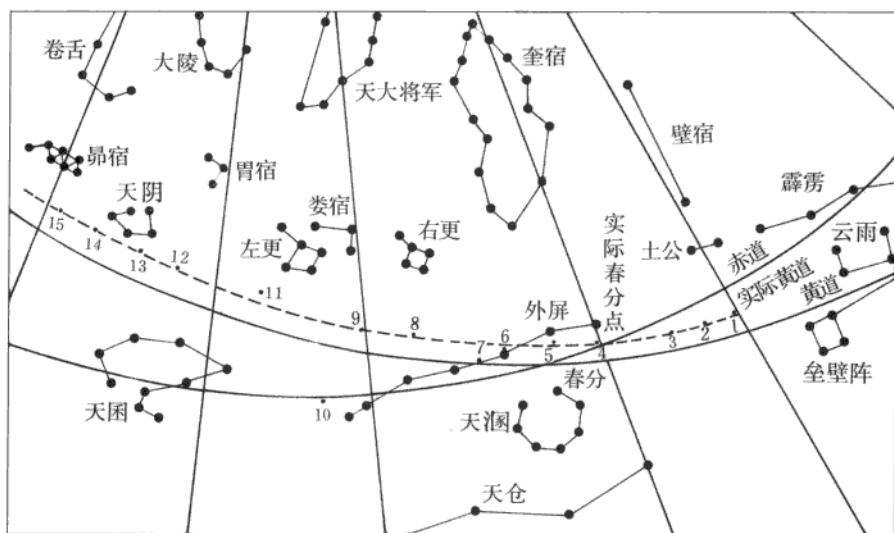 卷舌
大陵
天大将军
奎宿
壁宿
昴宿
胃宿
天阴
娄宿
左更
右更
实际春分点
土公
霹雳
云雨
赤道
实际黄道
黄道
外屏
春分
垒壁阵
天囷
天溷
天仓
15
14
13
12
11
10
9
8
7
6
5
4
3
2
1